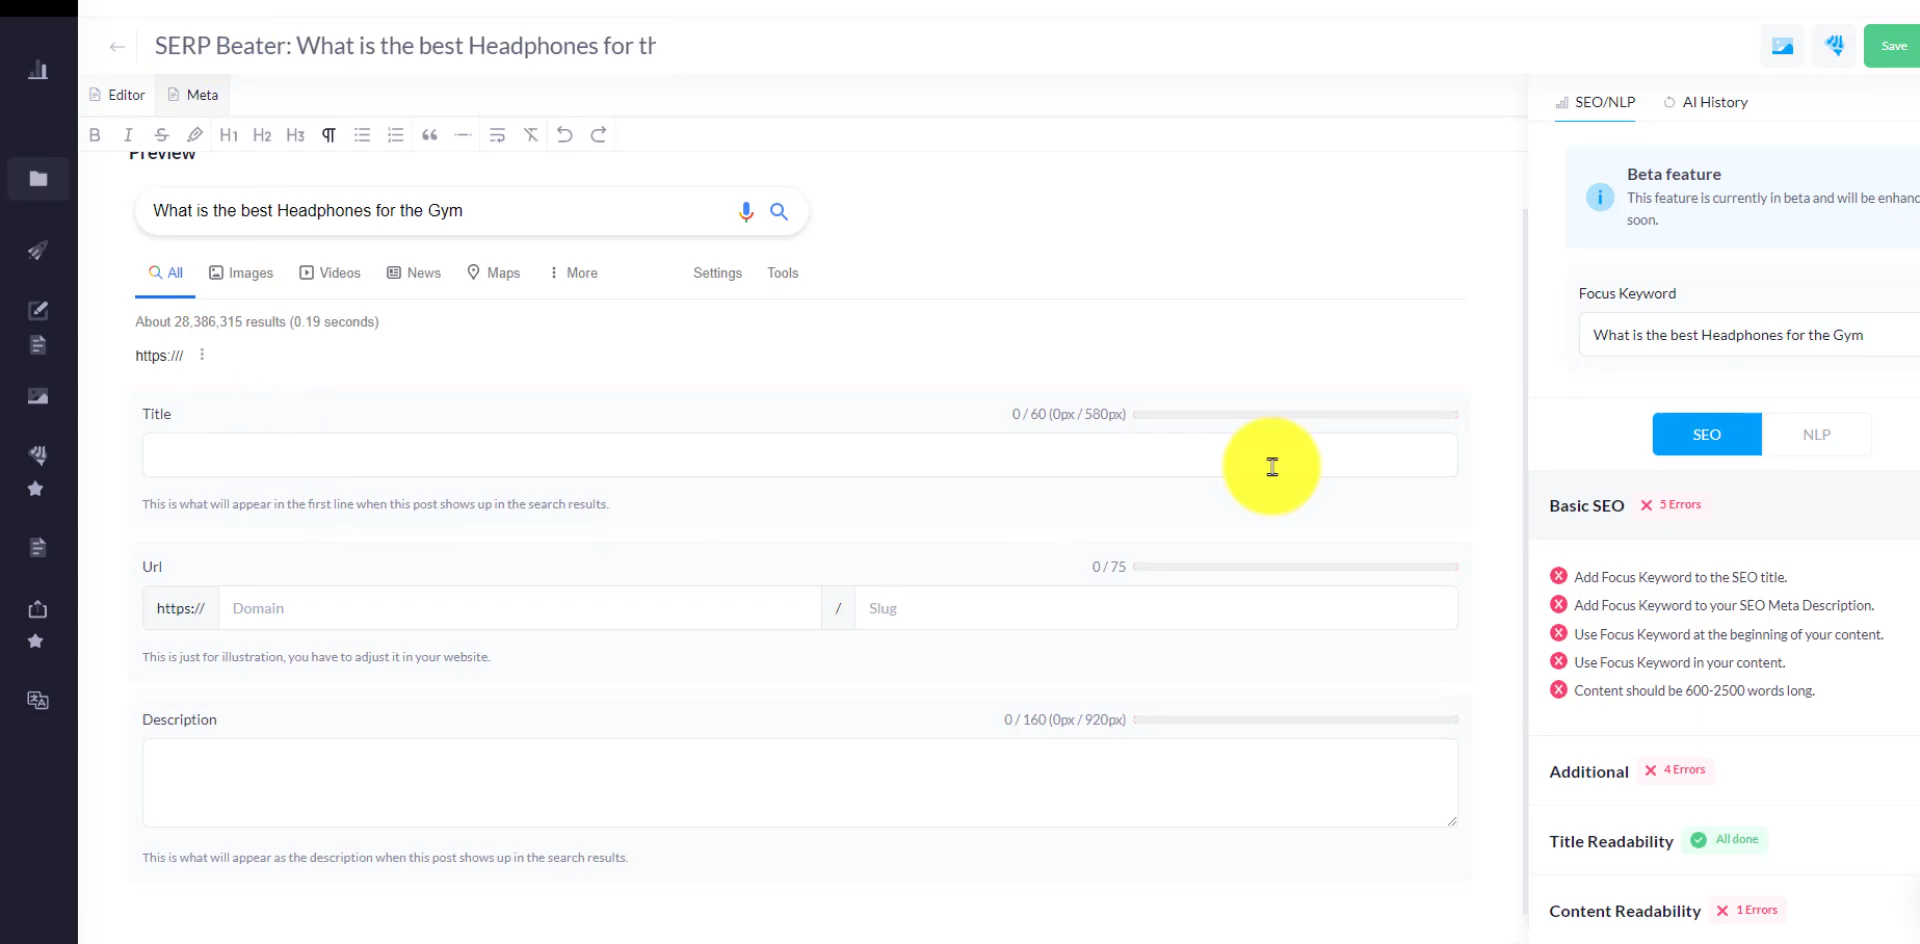 SERP Beater: What is the best Headphones for th
Save
Editor
Meta
SEO/NLP
AI History
B I S H1 H2 H3
Preview
Beta feature
This feature is currently in beta and will be enhanc
soon.
What is the best Headphones for the Gym
All
Images
Videos
News
Maps
More
Settings
Tools
About 28,386,315 results (0.19 seconds)
https:///
Focus Keyword
What is the best Headphones for the Gym
Title
0 / 60 (0px / 580px)
This is what will appear in the first line when this post shows up in the search results.
Url
0 / 75
https://
Domain
/
Slug
This is just for illustration, you have to adjust it in your website.
Description
0 / 160 (0px / 920px)
This is what will appear as the description when this post shows up in the search results.
SEO
NLP
Basic SEO
5 Errors
Add Focus Keyword to the SEO title.
Add Focus Keyword to your SEO Meta Description.
Use Focus Keyword at the beginning of your content.
Use Focus Keyword in your content.
Content should be 600-2500 words long.
Additional
4 Errors
Title Readability
All done
Content Readability
1 Errors